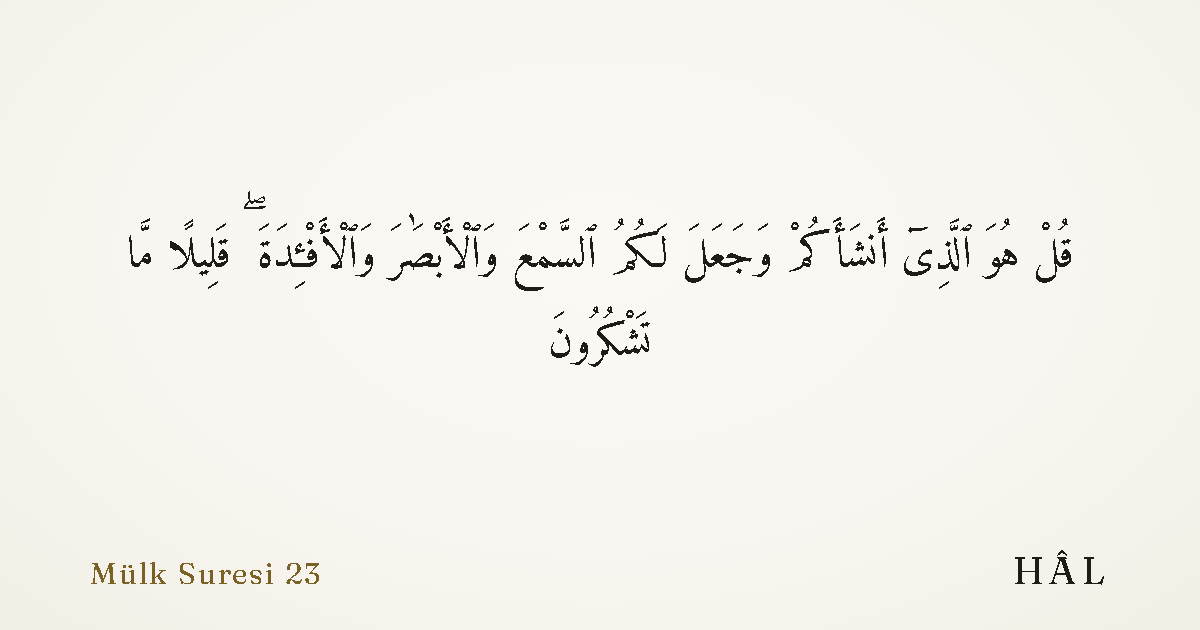 قُلْ هُوَ ٱلَّذِىٓ أَنشَأَكُمْ وَجَعَلَ لَكُمُ ٱلسَّمْعَ وَٱلْأَبْصَٰرَ وَٱلْأَفْـِٔدَةَ ۖ قَلِيلًا مَّا
تَشْكُرُونَ
Mülk Suresi 23
HÂL